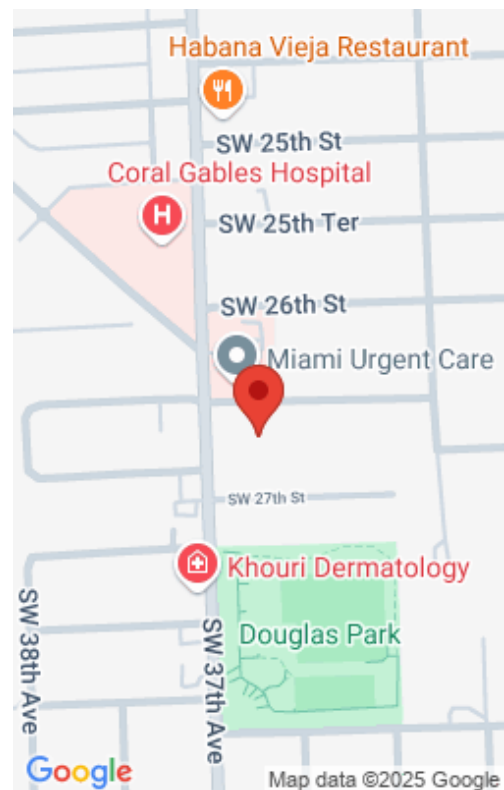 Habana Vieja Restaurant
SW 25th St
Coral Gables Hospital
H
SW 25th Ter
SW 26th St
Miami Urgent Care
SW 27th St
Khouri Dermatology
Douglas Park
SW 38th Ave
SW 37th Ave
Google
Map data ©2025 Google